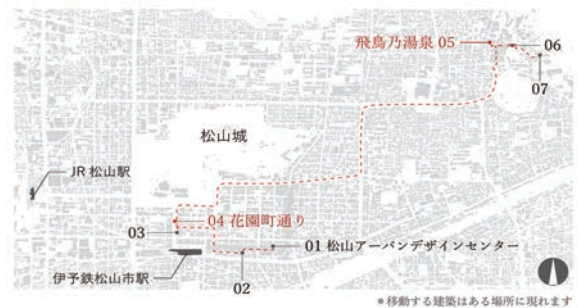 飛鳥乃湯泉 05
06
07
松山城
JR 松山駅
04 花園町通り
03
01 松山アーバンデザインセンター
伊予鉄松山市駅
02
*移動する建築はある場所に現れます